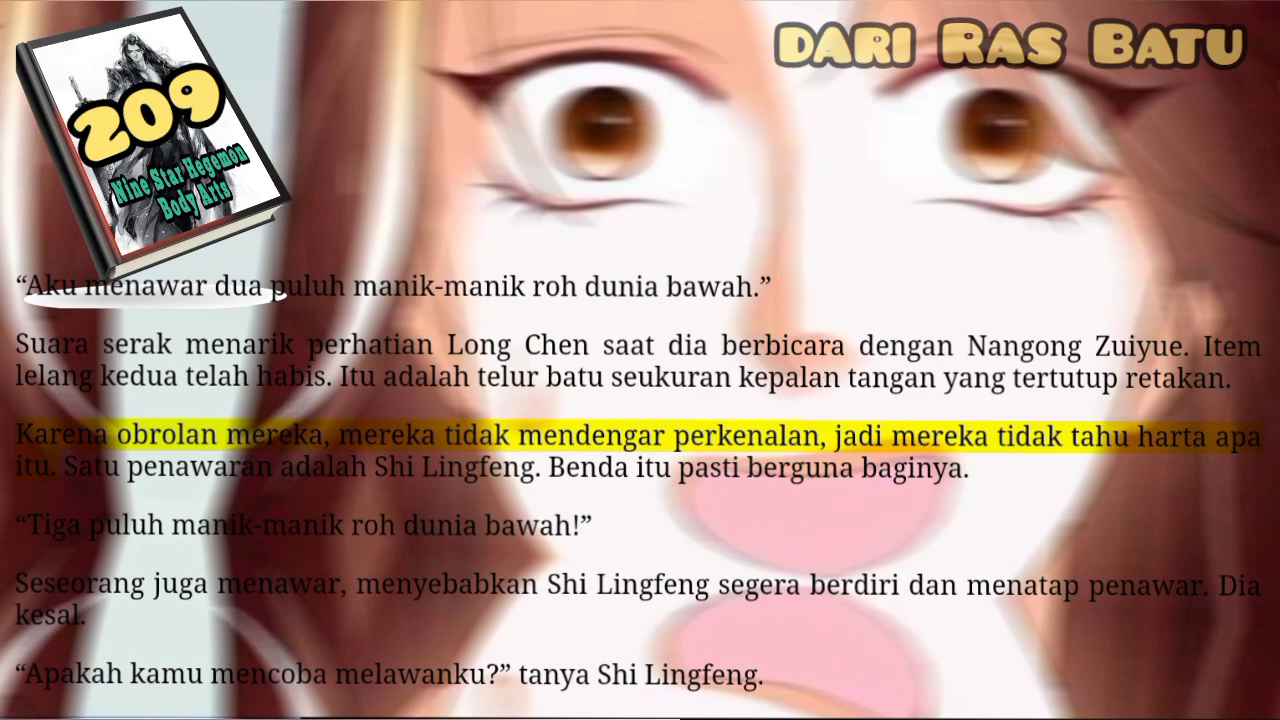 DARI RAS BATU
209
Nine Star Hegemon
Body Arts
“Aku menawar dua puluh manik-manik roh dunia bawah.”
Suara serak menarik perhatian Long Chen saat dia berbicara dengan Nangong Zuiyue. Item
lelang kedua telah habis. Itu adalah telur batu seukuran kepalan tangan yang tertutup retakan.
Karena obrolan mereka, mereka tidak mendengar perkenalan, jadi mereka tidak tahu harta apa
itu. Satu penawaran adalah Shi Lingfeng. Benda itu pasti berguna baginya.
“Tiga puluh manik-manik roh dunia bawah!”
Seseorang juga menawar, menyebabkan Shi Lingfeng segera berdiri dan menatap penawar. Dia
kesal.
“Apakah kamu mencoba melawanku?” tanya Shi Lingfeng.